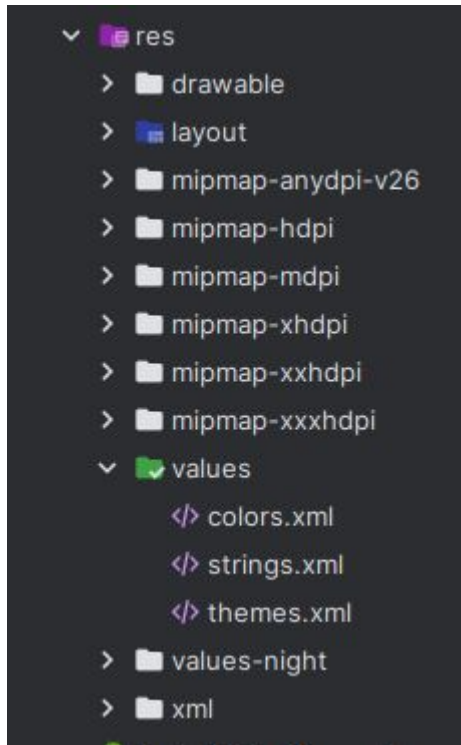 res
drawable
layout
mipmap-anydpi-v26
mipmap-hdpi
mipmap-mdpi
mipmap-xhdpi
mipmap-xxhdpi
mipmap-xxxhdpi
values
</> colors.xml
</> strings.xml
</> themes.xml
values-night
xml